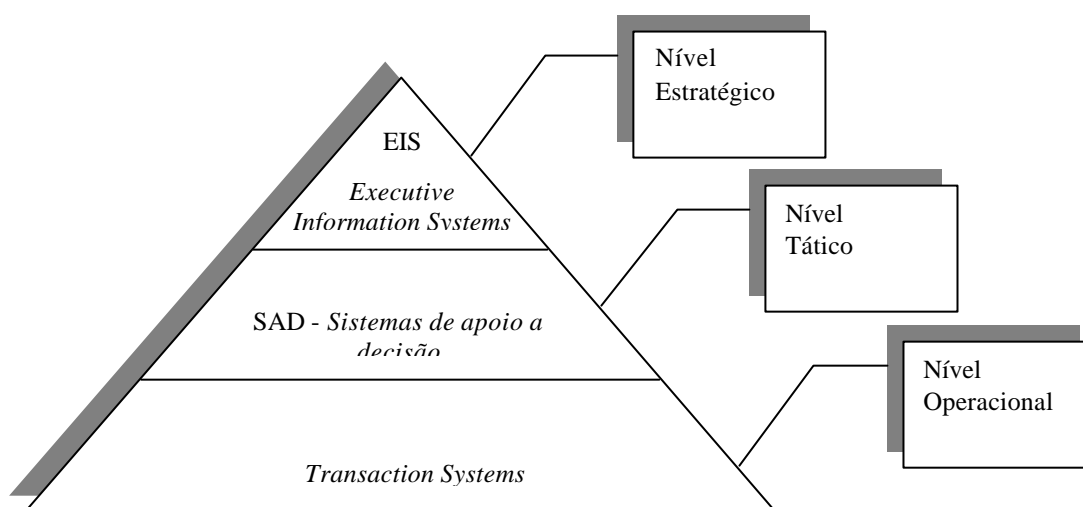 EIS
Executive
Information Systems
SAD - Sistemas de apoio a
decisão
Transaction Systems
Nível
Estratégico
Nível
Tático
Nível
Operacional